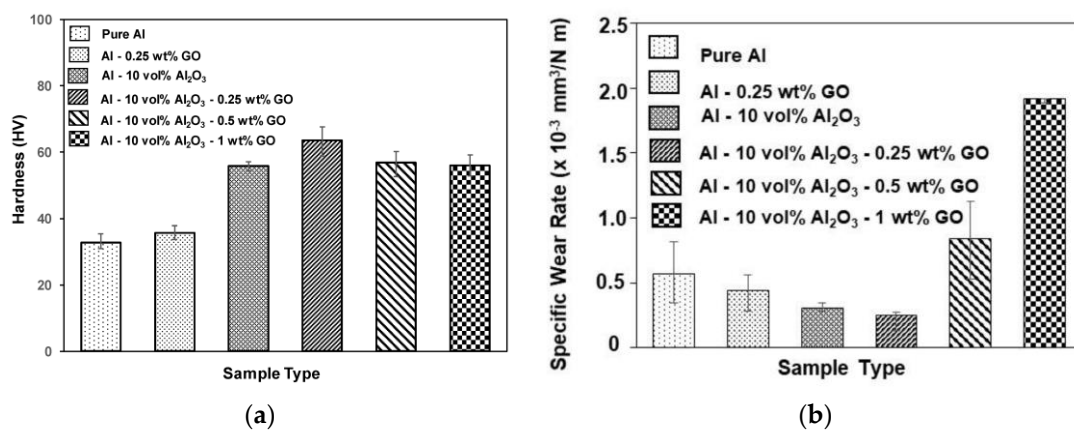 100
80
60
40
20
0
Hardness (HV)
Pure Al
Al - 0.25 wt% GO
Al - 10 vol% Al₂O₃
Al - 10 vol% Al₂O₃ - 0.25 wt% GO
Al - 10 vol% Al₂O₃ - 0.5 wt% GO
Al - 10 vol% Al₂O₃ - 1 wt% GO
Sample Type
(a)
2.5
2.0
1.5
1.0
0.5
0
Specific Wear Rate (x 10⁻³ mm³/N m)
Pure Al
Al - 0.25 wt% GO
Al - 10 vol% Al₂O₃
Al - 10 vol% Al₂O₃ - 0.25 wt% GO
Al - 10 vol% Al₂O₃ - 0.5 wt% GO
Al - 10 vol% Al₂O₃ - 1 wt% GO
Sample Type
(b)